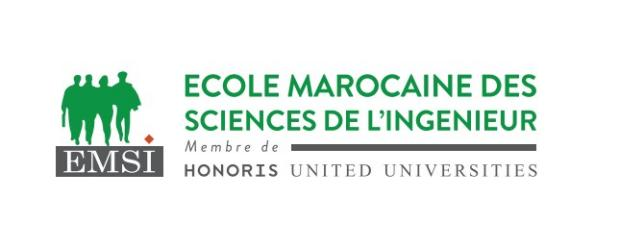 EMSI
ECOLE MAROCAINE DES
SCIENCES DE L'INGENIEUR
Membre de
HONORIS UNITED UNIVERSITIES